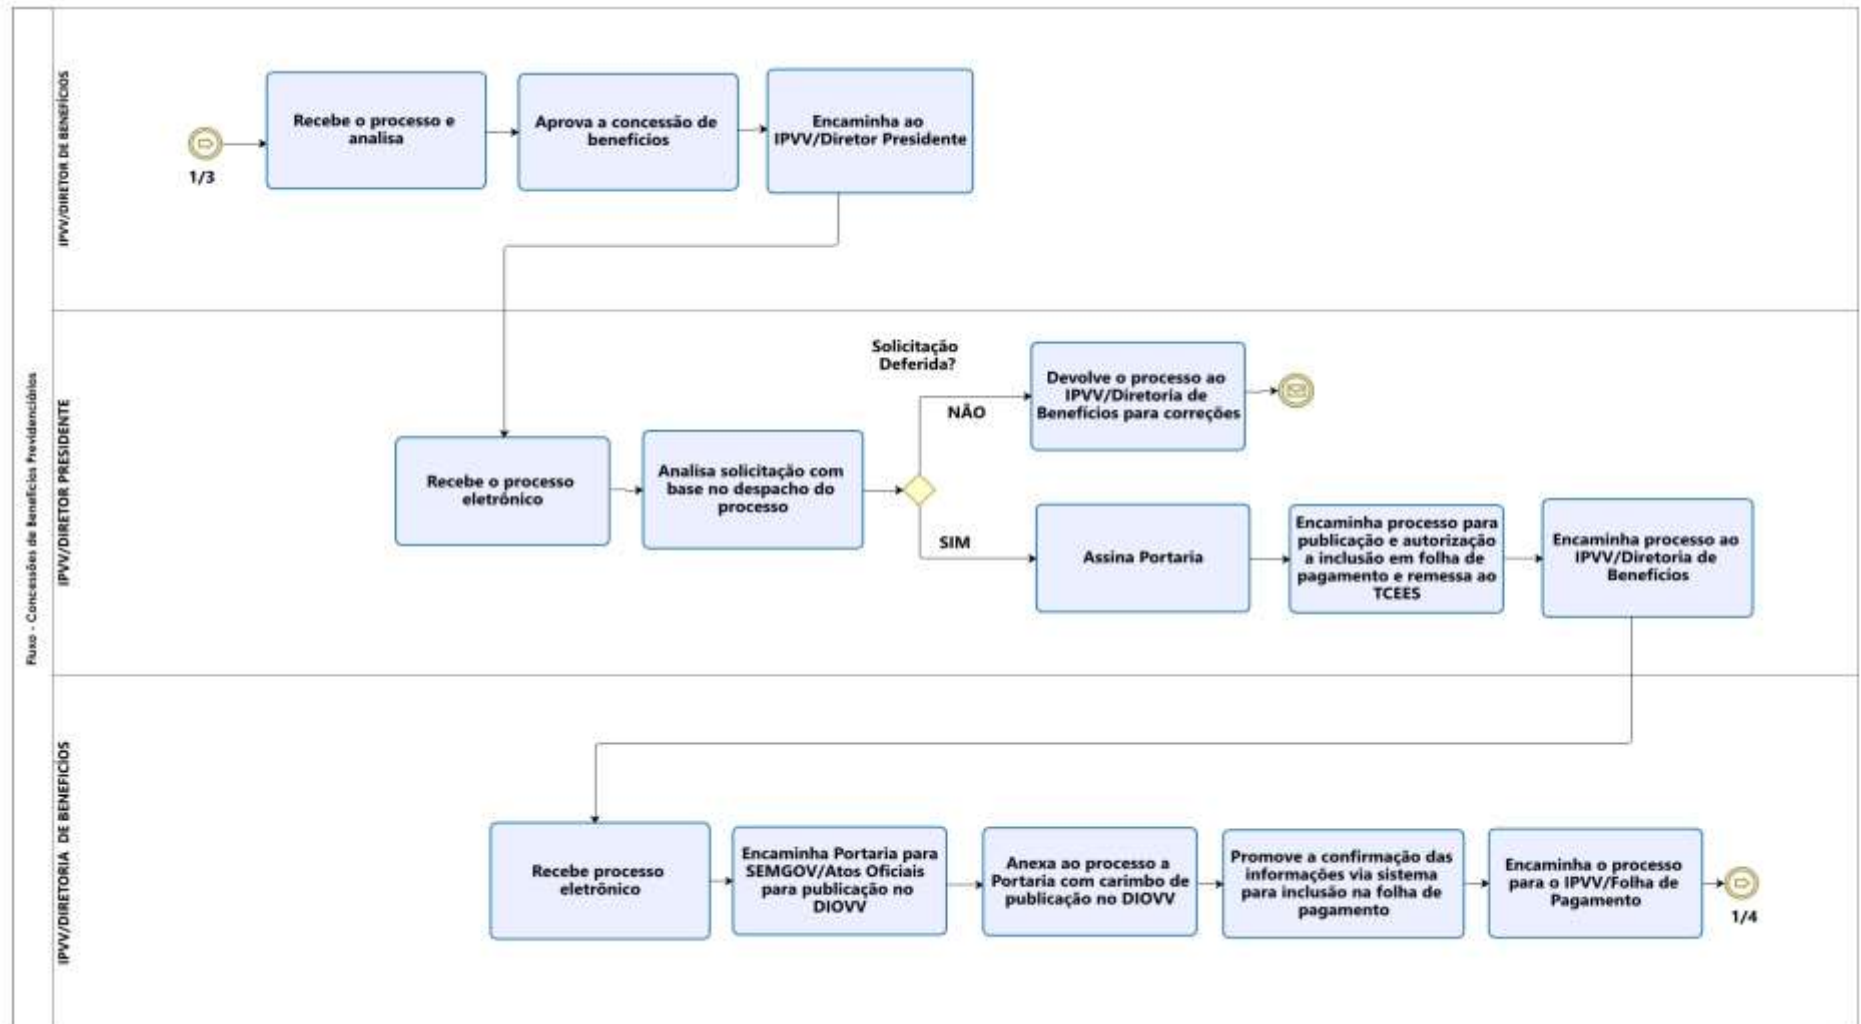 Fluxo - Concessões de Benefícios Previdenciários
IPVV/DIRETOR DE BENEFÍCIOS
1/3
Recebe o processo e
analisa
Aprova a concessão de
benefícios
Encaminha ao
IPVV/Diretor Presidente
IPVV/DIRETOR PRESIDENTE
Recebe o processo
eletrônico
Analisa solicitação com
base no despacho do
processo
Solicitação
Deferida?
NÃO
Devolve o processo ao
IPVV/Diretoria de
Benefícios para correções
SIM
Assina Portaria
Encaminha processo para
publicação e autorização
a inclusão em folha de
pagamento e remessa ao
TCEES
Encaminha processo ao
IPVV/Diretoria de
Benefícios
IPVV/DIRETORIA DE BENEFICÍOS
Recebe processo
eletrônico
Encaminha Portaria para
SEMGOV/Atos Oficiais
para publicação no
DIOVV
Anexa ao processo a
Portaria com carimbo de
publicação no DIOVV
Promove a confirmação das
informações via sistema
para inclusão na folha de
pagamento
Encaminha o processo
para o IPVV/Folha de
Pagamento
1/4